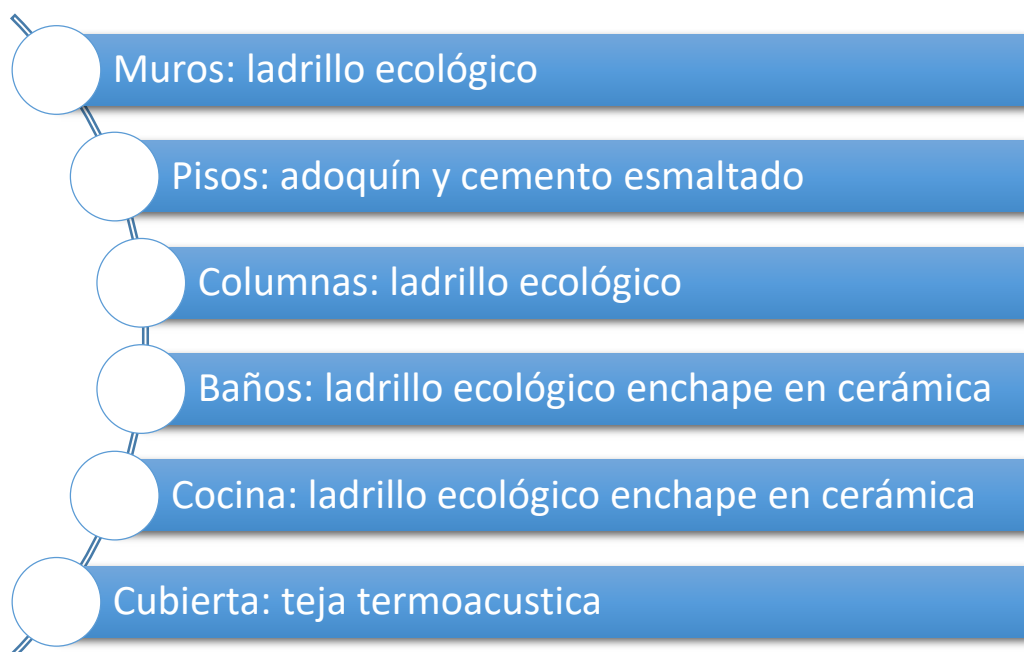 Muros: ladrillo ecológico
Pisos: adoquín y cemento esmaltado
Columnas: ladrillo ecológico
Baños: ladrillo ecológico enchape en cerámica
Cocina: ladrillo ecológico enchape en cerámica
Cubierta: teja termoacustica